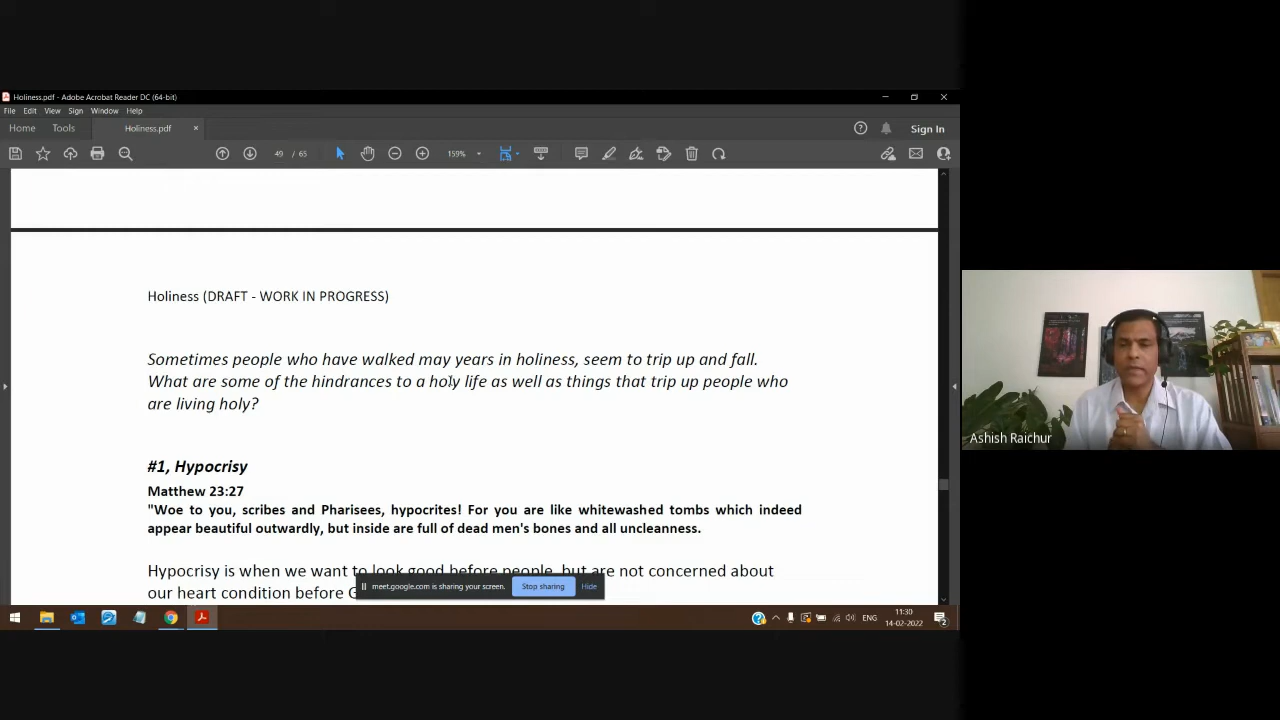 Holiness.pdf - Adobe Acrobat Reader DC (64-bit)
File Edit View Sign Window Help
Home Tools Holiness.pdf × Sign In
49 / 65 159%
Holiness (DRAFT - WORK IN PROGRESS)
Sometimes people who have walked may years in holiness, seem to trip up and fall.
What are some of the hindrances to a holy life as well as things that trip up people who
are living holy?
#1, Hypocrisy
Matthew 23:27
"Woe to you, scribes and Pharisees, hypocrites! For you are like whitewashed tombs which indeed
appear beautiful outwardly, but inside are full of dead men's bones and all uncleanness.
Hypocrisy is when we want to look good before people, but are not concerned about
our heart condition before G
meet.google.com is sharing your screen. Stop sharing Hide
Ashish Raichur
ENG
11:30
14-02-2022
2